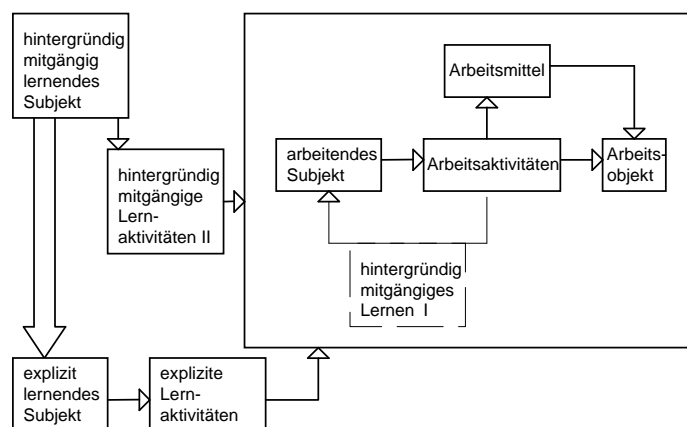 hintergründig
mitgängig
lernendes
Subjekt
hintergründig
mitgängige
Lern-
aktivitäten II
Arbeitsmittel
arbeitendes
Subjekt
Arbeitsaktivitäten
Arbeits-
objekt
hintergründig
mitgängiges
Lernen I
explizit
lernendes
Subjekt
explizite
Lern-
aktivitäten